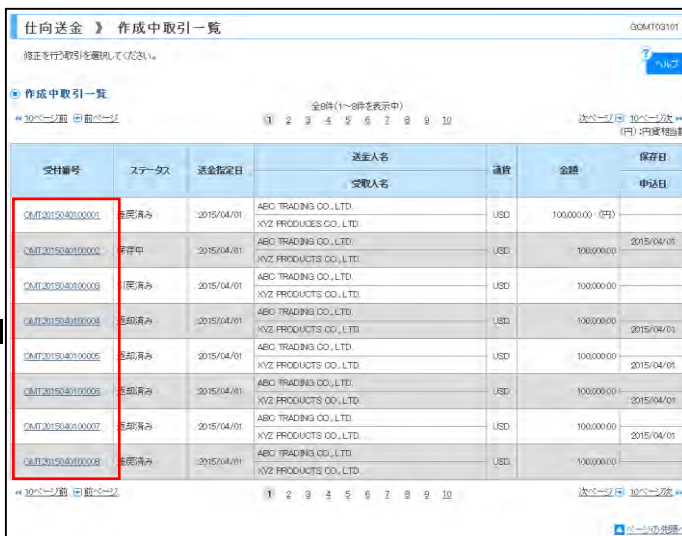 仕向送金 》 作成中取引一覧
GOMT03101
修正を行う取引を選択してください。
? ヘルプ
作成中取引一覧
全8件(1～8件を表示中)
10ページ前 前ページ 1 2 3 4 5 6 7 8 9 10 次ページ 10ページ次
(円):円貨相当額
受付番号 ステータス 送金指定日 送金人名 通貨 金額 保存日
受取人名 申込日
OMT2015040100001 差戻済み 2015/04/01 ABC TRADING CO., LTD. USD 100,000.00 (円)
XYZ PRODUCES CO., LTD.
OMT2015040100002 保存中 2015/04/01 ABC TRADING CO., LTD. USD 100,000.00 2015/04/01
XYZ PRODUCTS CO., LTD.
OMT2015040100003 引戻済み 2015/04/01 ABC TRADING CO., LTD. USD 100,000.00
XYZ PRODUCTS CO., LTD.
OMT2015040100004 返却済み 2015/04/01 ABC TRADING CO., LTD. USD 100,000.00
XYZ PRODUCTS CO., LTD. 2015/04/01
OMT2015040100005 返却済み 2015/04/01 ABC TRADING CO., LTD. USD 100,000.00
XYZ PRODUCTS CO., LTD. 2015/04/01
OMT2015040100006 返却済み 2015/04/01 ABC TRADING CO., LTD. USD 100,000.00
XYZ PRODUCTS CO., LTD. 2015/04/01
OMT2015040100007 返却済み 2015/04/01 ABC TRADING CO., LTD. USD 100,000.00
XYZ PRODUCTS CO., LTD. 2015/04/01
OMT2015040100008 差戻済み 2015/04/01 ABC TRADING CO., LTD. USD 100,000.00
XYZ PRODUCTS CO., LTD.
10ページ前 前ページ 1 2 3 4 5 6 7 8 9 10 次ページ 10ページ次
ページの先頭へ